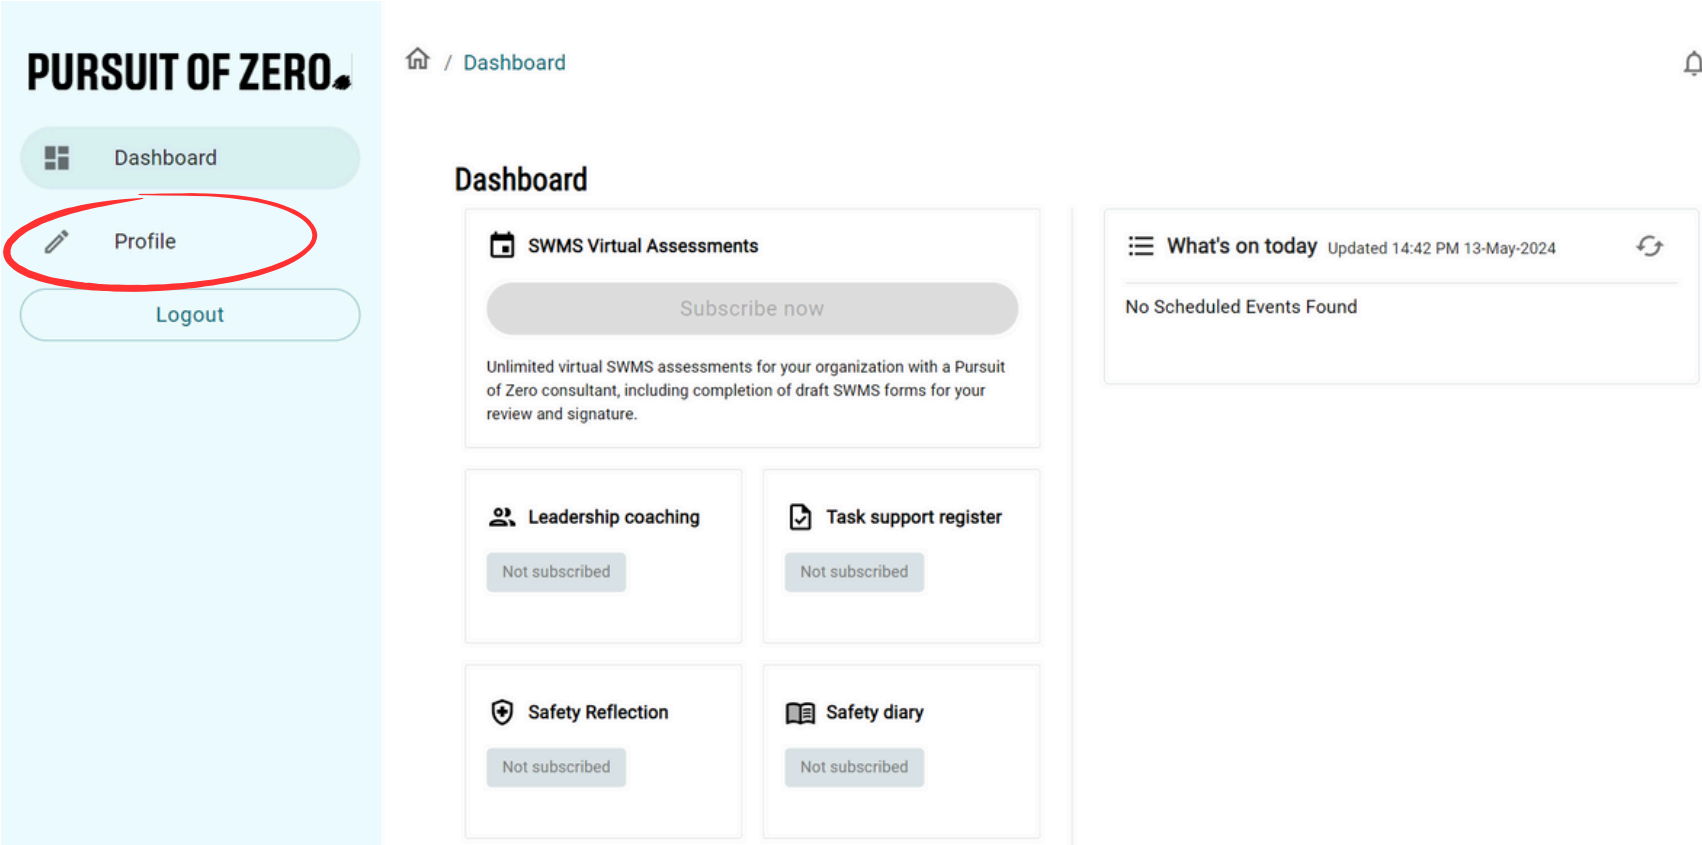 PURSUIT OF ZERO
Dashboard
Profile
Logout
/ Dashboard
Dashboard
SWMS Virtual Assessments
Subscribe now
Unlimited virtual SWMS assessments for your organization with a Pursuit
of Zero consultant, including completion of draft SWMS forms for your
review and signature.
Leadership coaching
Not subscribed
Task support register
Not subscribed
Safety Reflection
Not subscribed
Safety diary
Not subscribed
What's on today Updated 14:42 PM 13-May-2024
No Scheduled Events Found